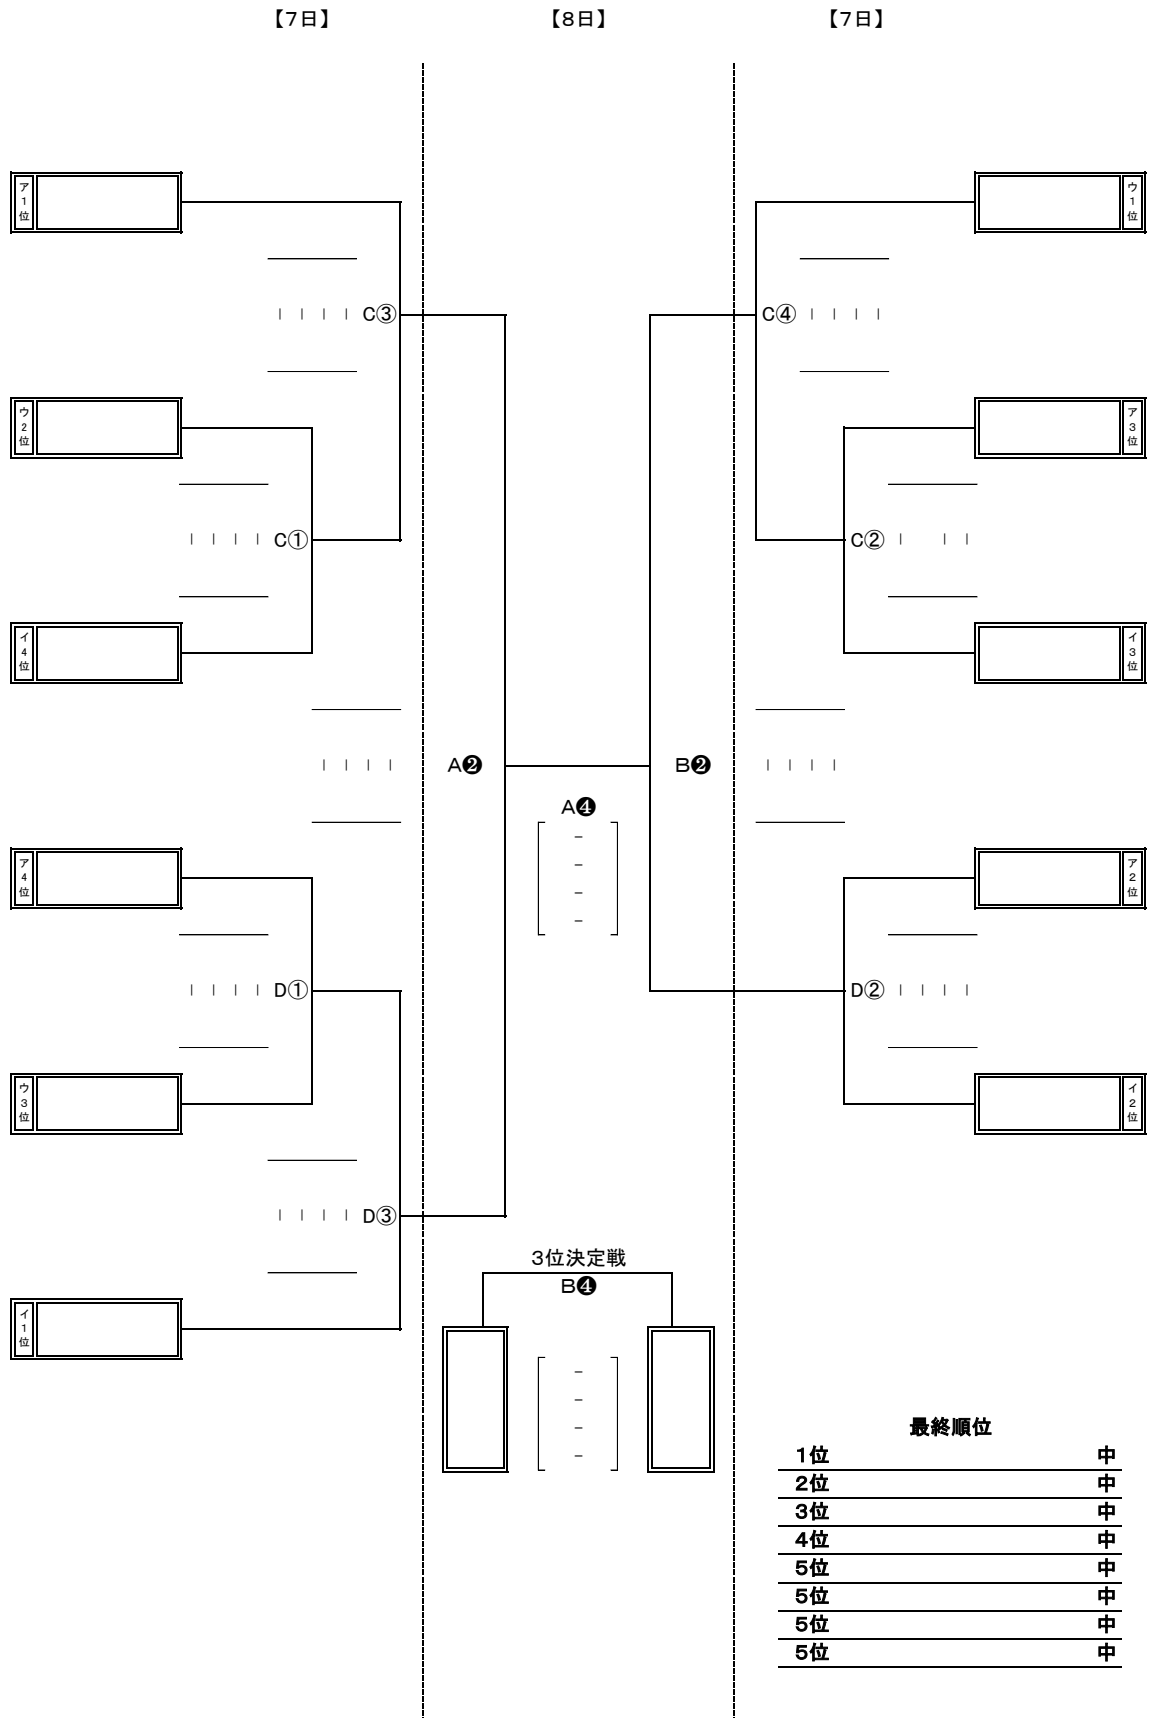 【7日】 【8日】 【7日】
ア1位 ウ1位
C③ C④
ウ2位 ア3位
C① C②
イ4位 イ3位
A❷ B❷
A❹
-
ア4位 ア2位
-
-
-
D① D②
ウ3位 イ2位
D③
3位決定戦
B❹
イ1位
-
-
-
-
最終順位
1位 中
2位 中
3位 中
4位 中
5位 中
5位 中
5位 中
5位 中